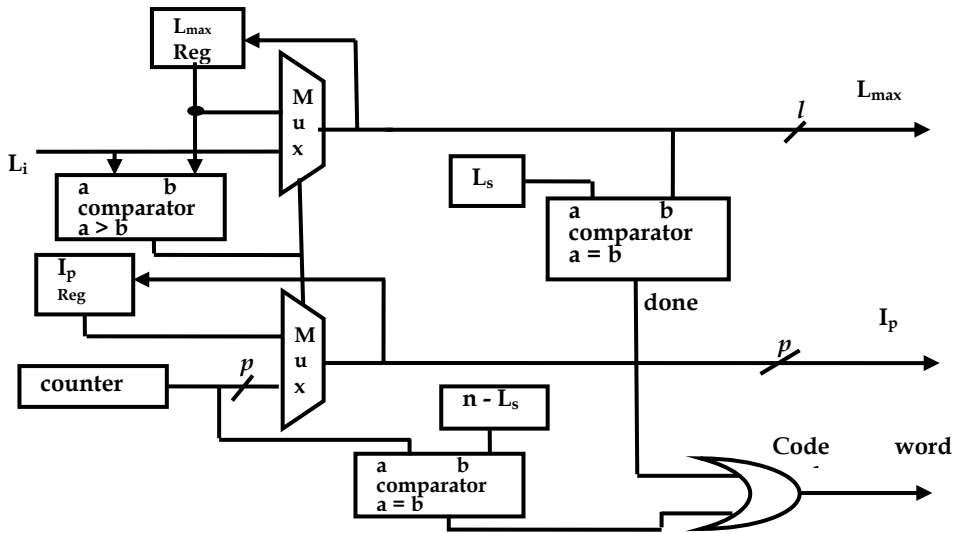 Lmax
Reg
M
u
x
l
Lmax
Li
a b
comparator
a > b
Ls
a b
comparator
a = b
done
Ip
Reg
M
u
x
p
Ip
counter
p
n - Ls
a b
comparator
a = b
Code word